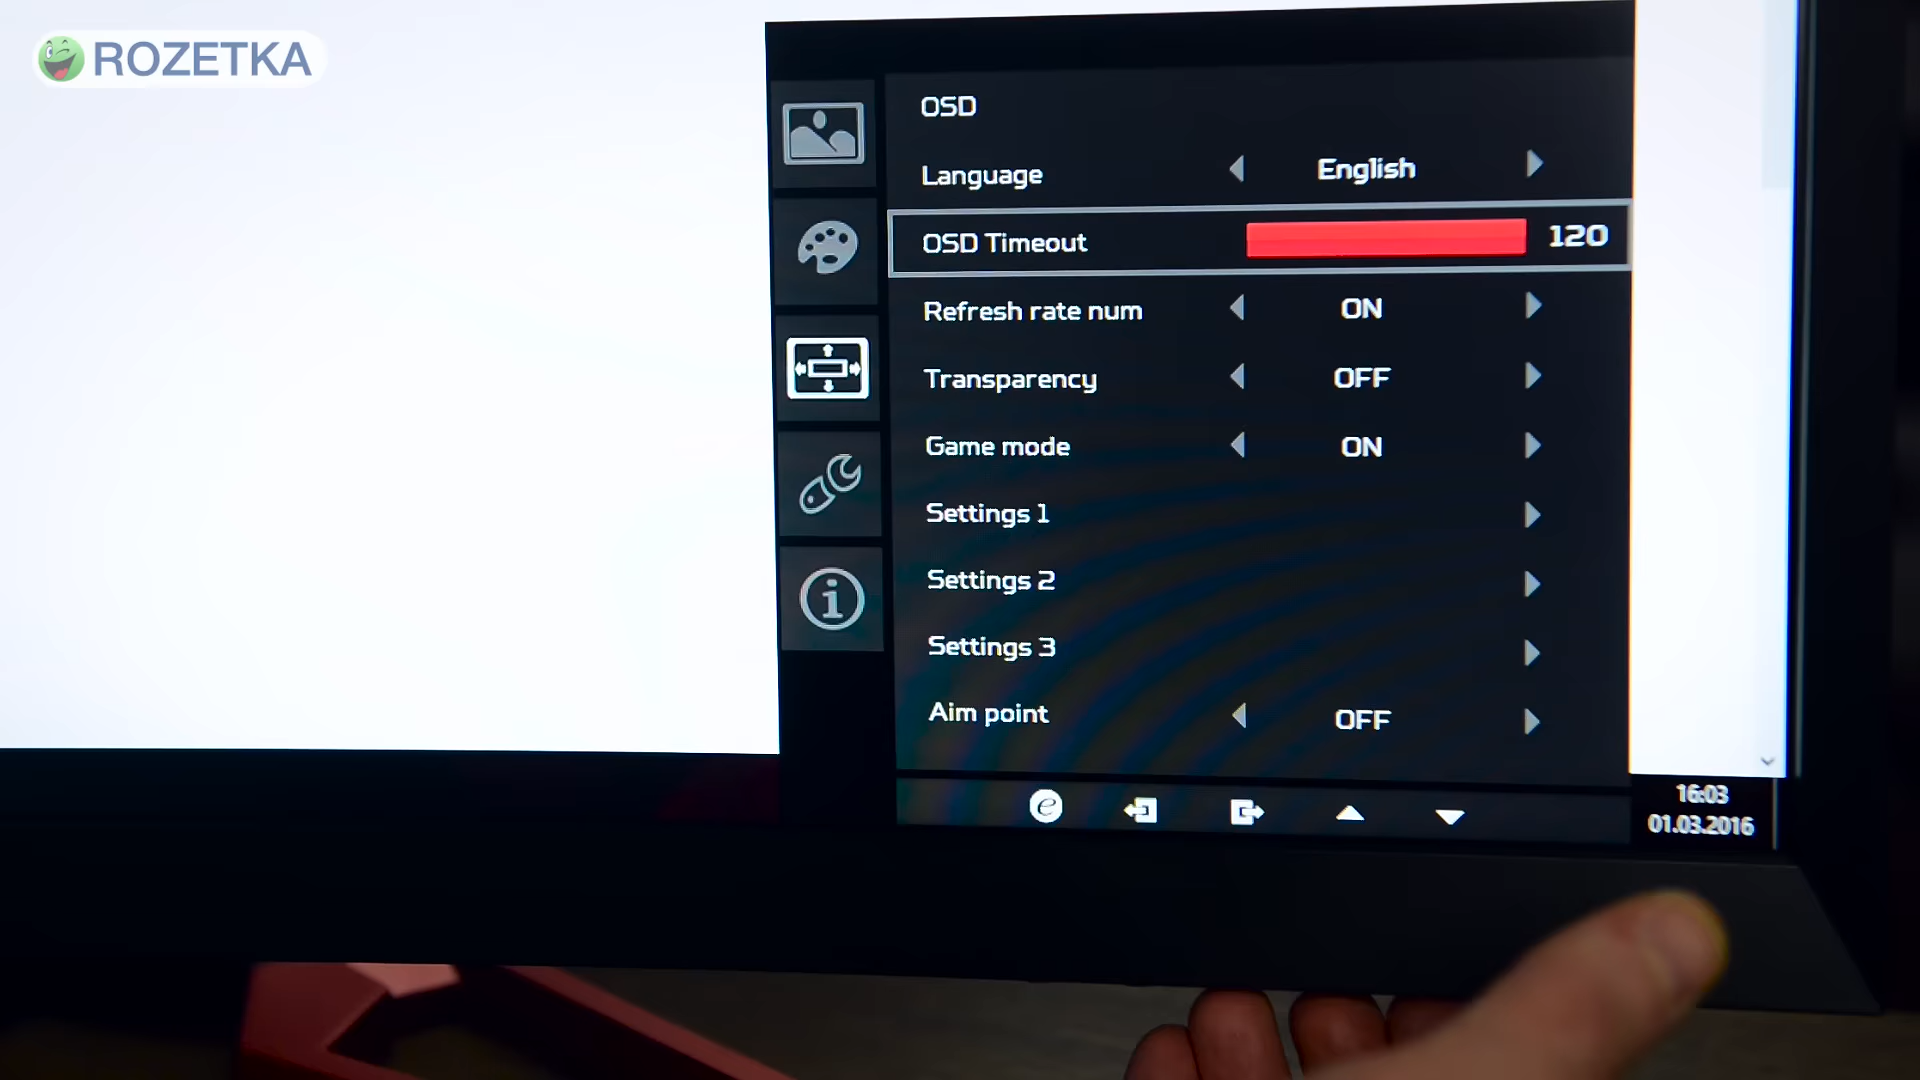 ROZETKA
OSD
Language English
OSD Timeout 120
Refresh rate num ON
Transparency OFF
Game mode ON
Settings 1
Settings 2
Settings 3
Aim point OFF
16:03
01.03.2016